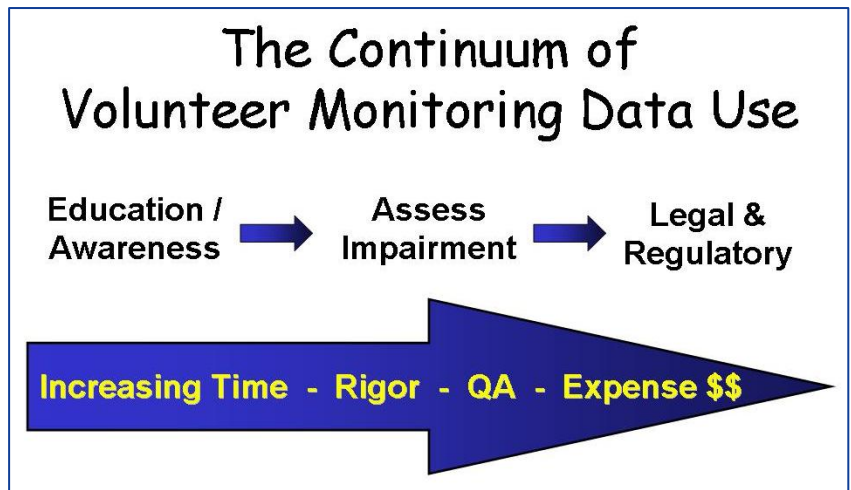 The Continuum of
Volunteer Monitoring Data Use
Education /
Awareness
Assess
Impairment
Legal &
Regulatory
Increasing Time - Rigor - QA - Expense $$